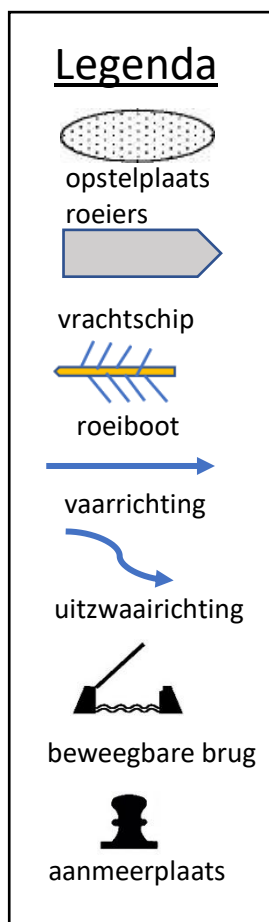 Legenda
opstelplaats
roeiers
vrachtschip
roeiboot
vaarrichting
uitzwaairichting
beweegbare brug
aanmeerplaats